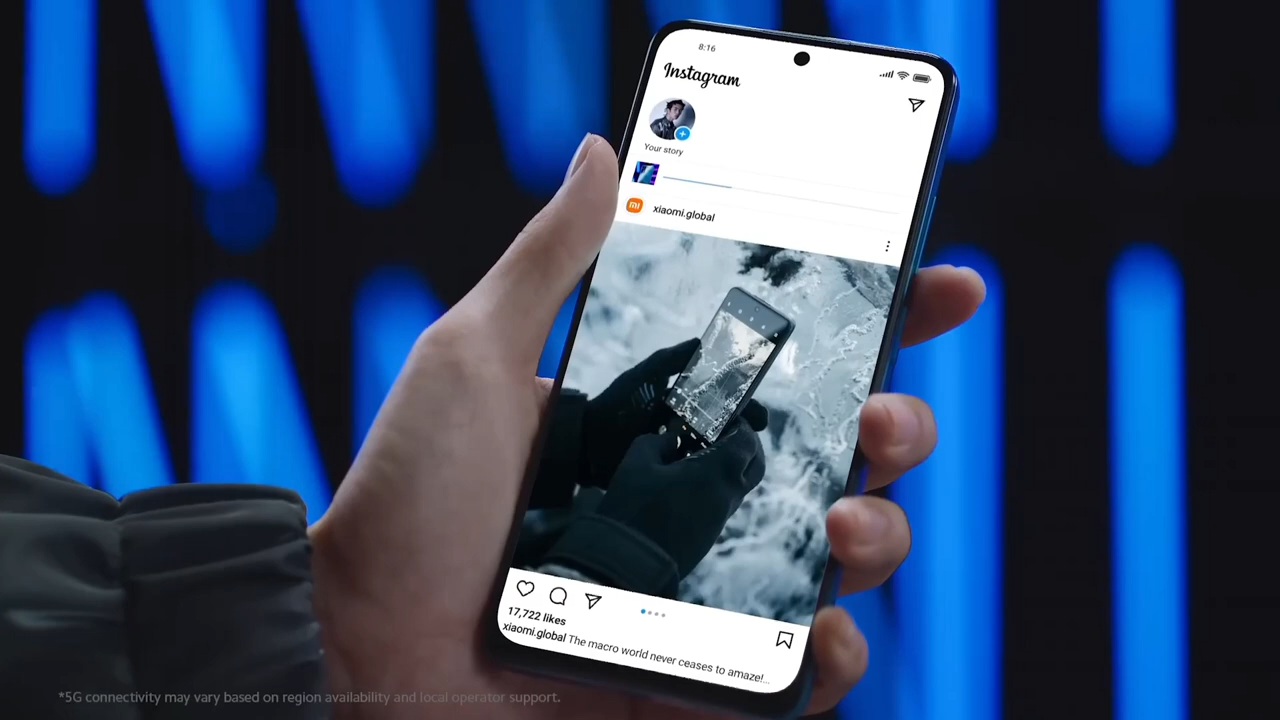 8:16
Instagram
Your story
xiaomi.global
17,722 likes
xiaomi.global The macro world never ceases to amaze!...
*5G connectivity may vary based on region availability and local operator support.